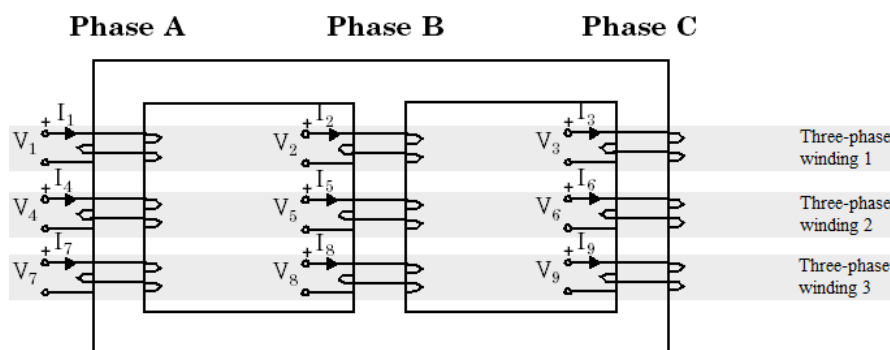 Phase A Phase B Phase C
+ I₁ + I₂ + I₃
V₁ V₂ V₃
Three-phase
winding 1
+ I₄ + I₅ + I₆
V₄ V₅ V₆
Three-phase
winding 2
+ I₇ + I₈ + I₉
V₇ V₈ V₉
Three-phase
winding 3